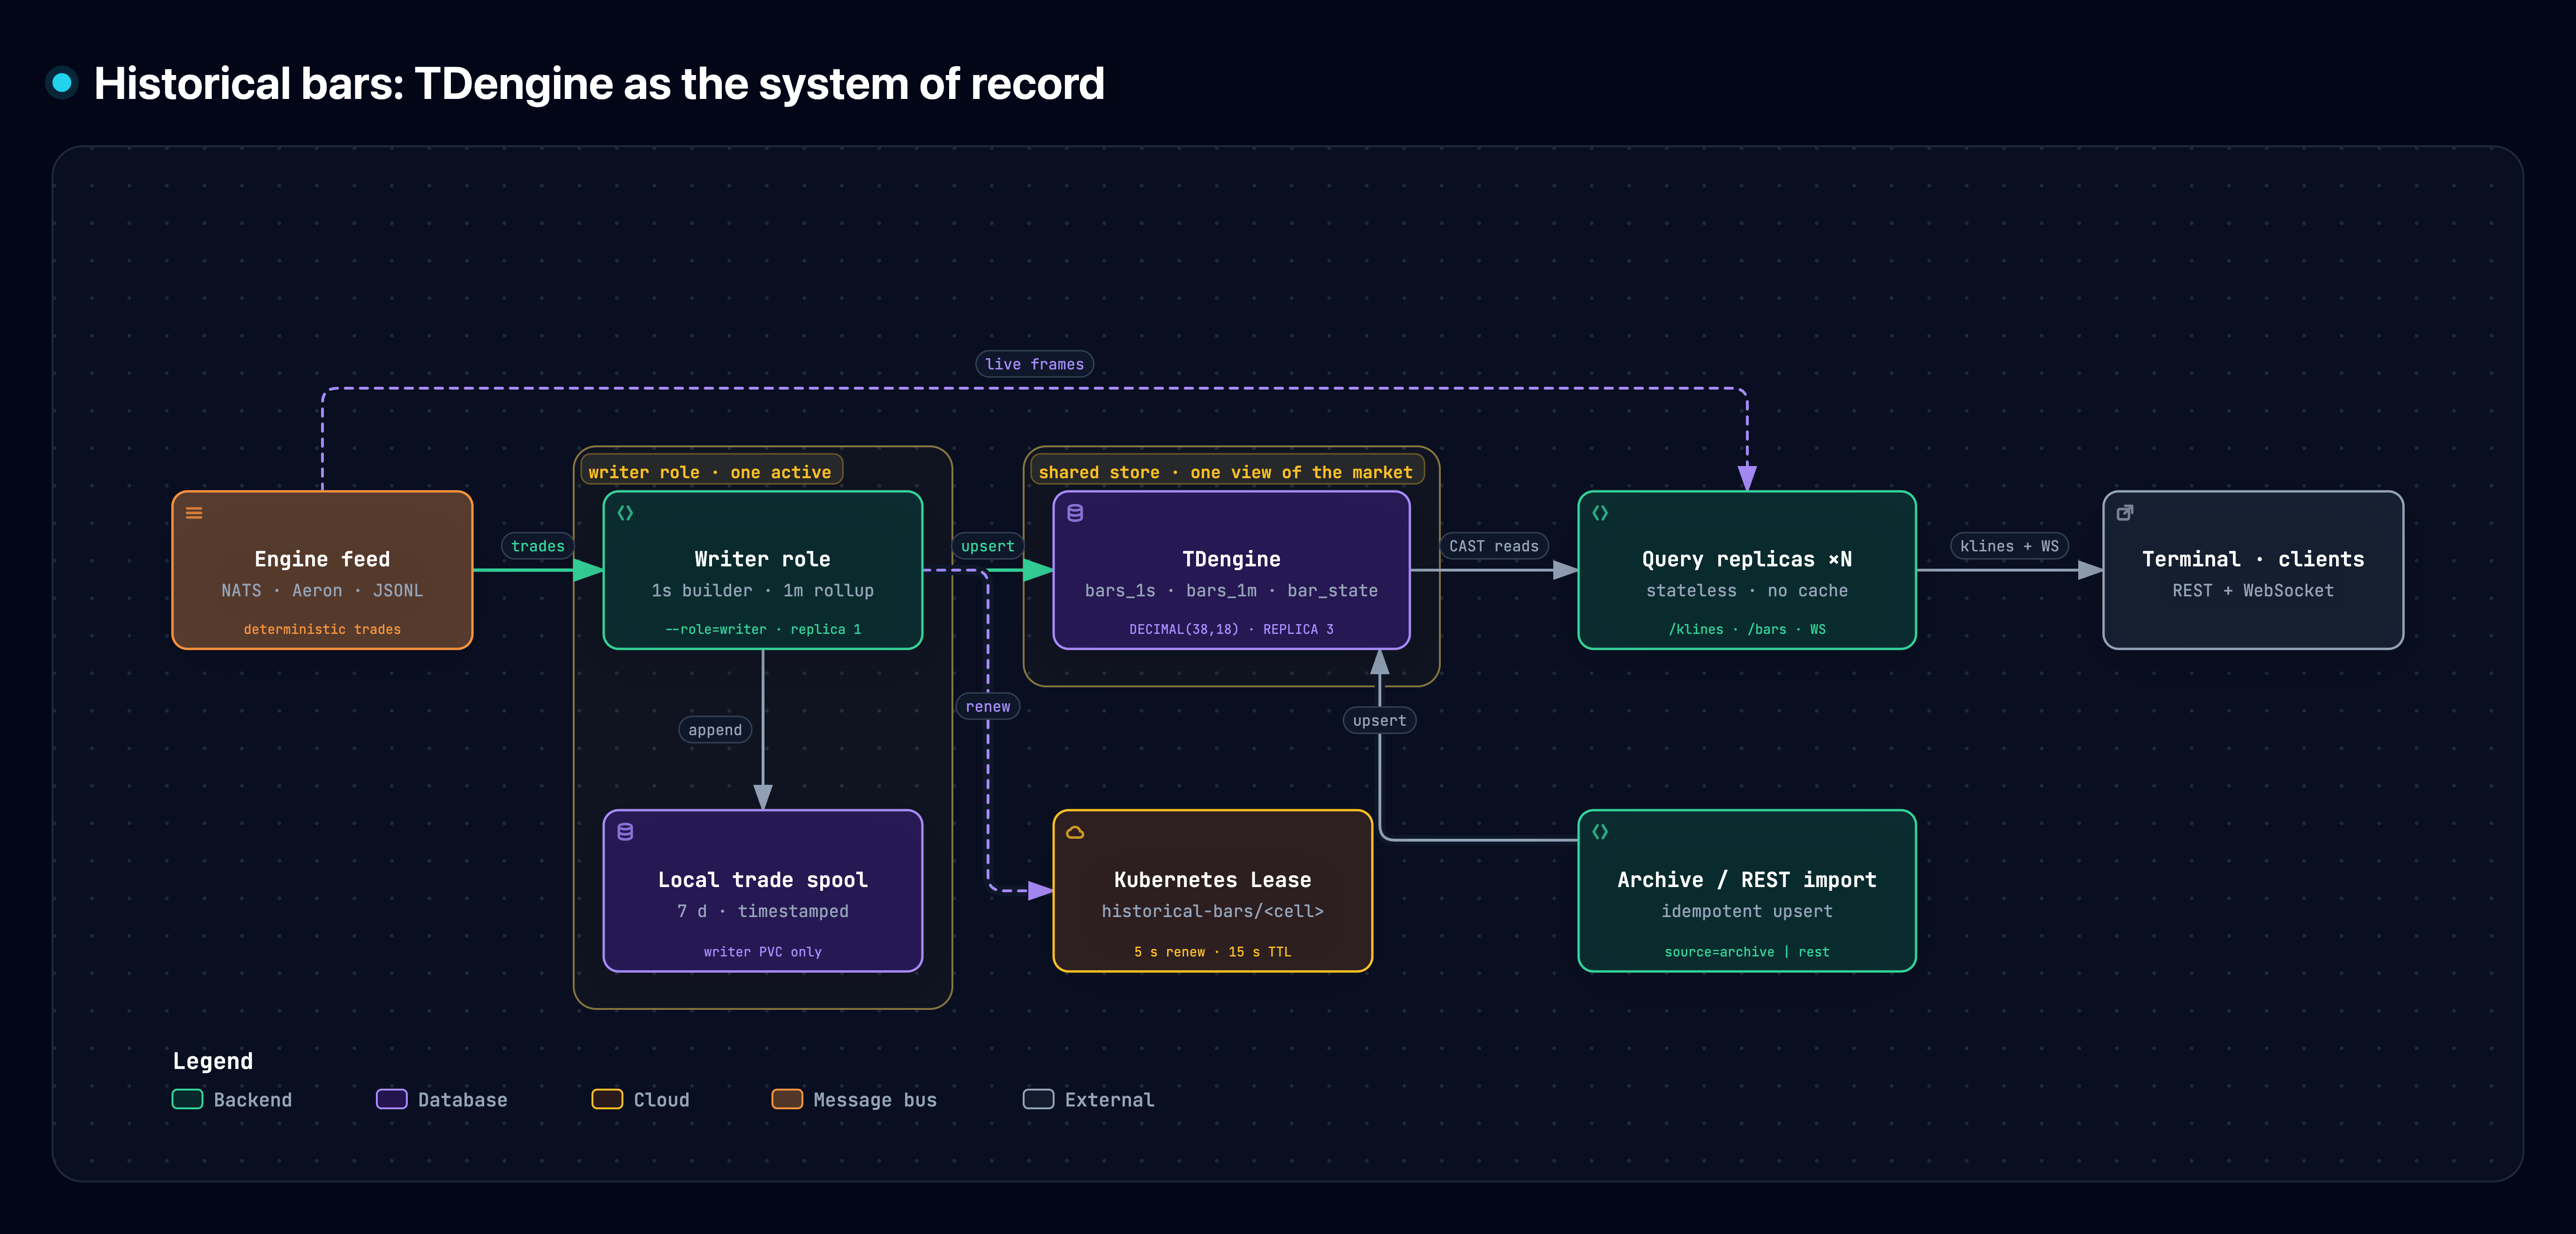 Historical bars: TDengine as the system of record
live frames
writer role · one active
shared store · one view of the market
Engine feed
NATS · Aeron · JSONL
deterministic trades
trades
Writer role
1s builder · 1m rollup
--role=writer · replica 1
upsert
TDengine
bars_1s · bars_1m · bar_state
DECIMAL(38,18) · REPLICA 3
CAST reads
Query replicas ×N
stateless · no cache
/klines · /bars · WS
klines + WS
Terminal · clients
REST + WebSocket
append
renew
upsert
Local trade spool
7 d · timestamped
writer PVC only
Kubernetes Lease
historical-bars/<cell>
5 s renew · 15 s TTL
Archive / REST import
idempotent upsert
source=archive | rest
Legend
Backend
Database
Cloud
Message bus
External